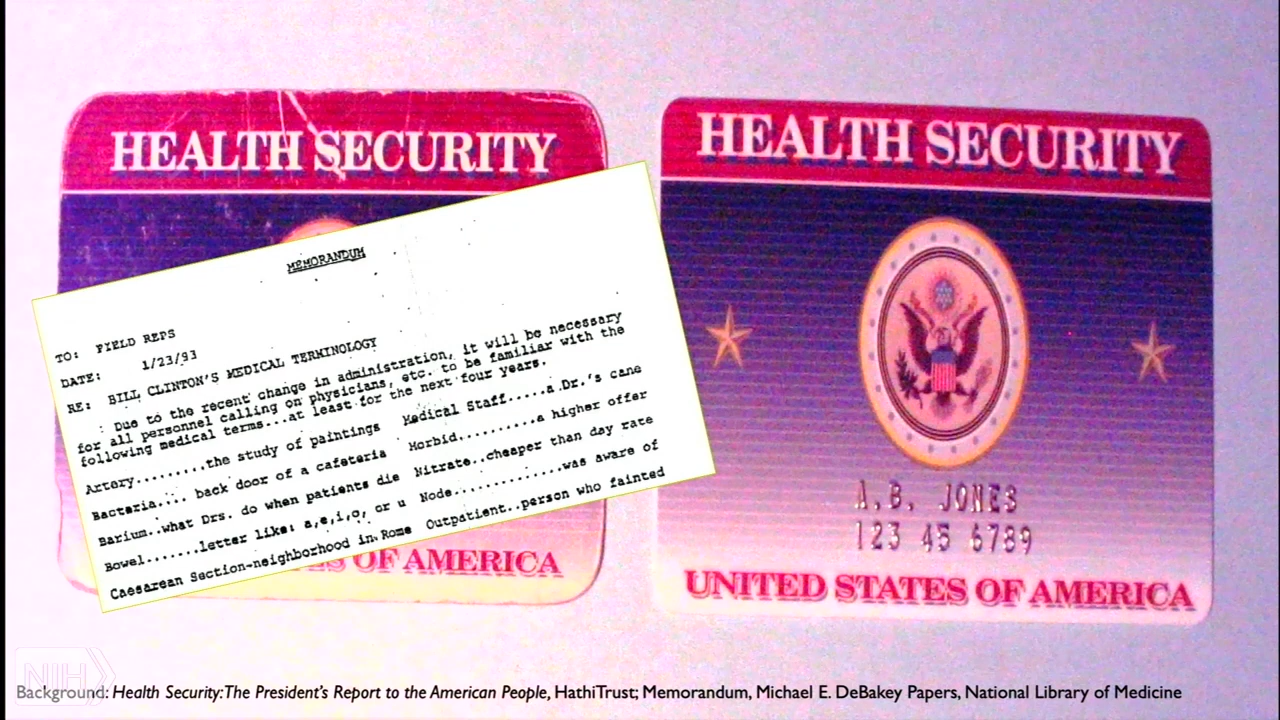 HEALTH SECURITY
HEALTH SECURITY
MEMORANDUM
TO: FIELD REPS
DATE: 1/23/93
RE: BILL CLINTON'S MEDICAL TERMINOLOGY
Due to the recent change in administration, it will be necessary
for all personnel calling on physicians, etc. to be familiar with the
following medical terms...at least for the next four years.
Artery.......the study of paintings Medical Staff.....a Dr.'s cane
Bacteria... back door of a cafeteria Morbid..........a higher offer
Barium..what Drs. do when patients die Nitrate..cheaper than day rate
Bowel.......letter like: a,e,i,o, or u Node.............was aware of
Caesarean Section-neighborhood in Rome Outpatient..person who fainted
A.B. JONES
123 45 6789
ES OF AMERICA
UNITED STATES OF AMERICA
NIH
Background: Health Security: The President's Report to the American People, HathiTrust; Memorandum, Michael E. DeBakey Papers, National Library of Medicine